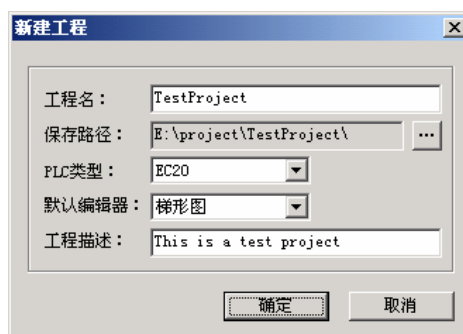 新建工程
工程名： TestProject
保存路径： E:\project\TestProject\ ...
PLC类型： EC20
默认编辑器： 梯形图
工程描述： This is a test project
确定 取消